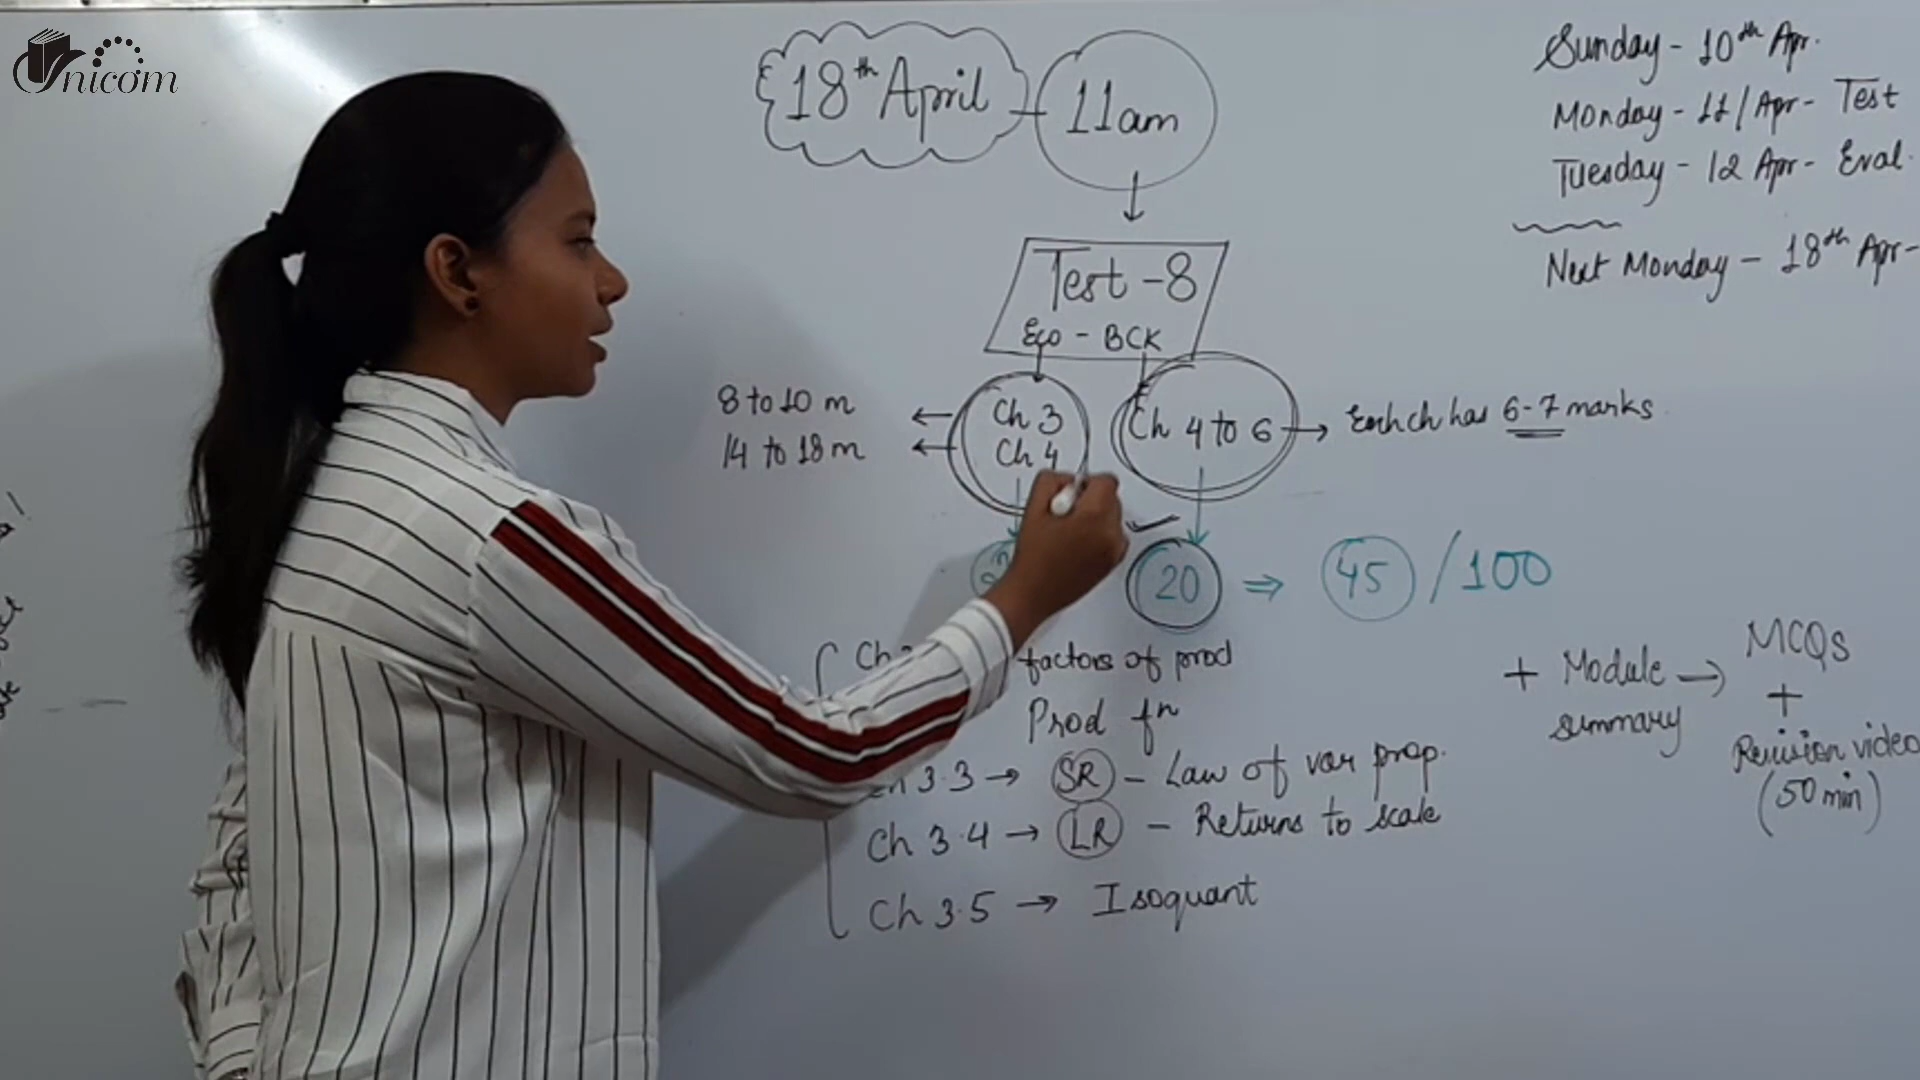 Unicom
18th April - 11am
Test - 8
Eco - BCK
8 to 10 m ← Ch 3
14 to 18 m ← Ch 4
Ch 4 to 6 → Each ch has 6-7 marks
20 ⇒ 45 / 100
factors of prod
Prod fn
3.3 → SR - Law of var prop.
Ch 3.4 → LR - Returns to scale
Ch 3.5 → Isoquant
Sunday - 10th Apr.
Monday - 11/Apr - Test
Tuesday - 12 Apr - Eval.
Next Monday - 18th Apr -
+ Module summary → MCQs
+
Revision video
(50 min)